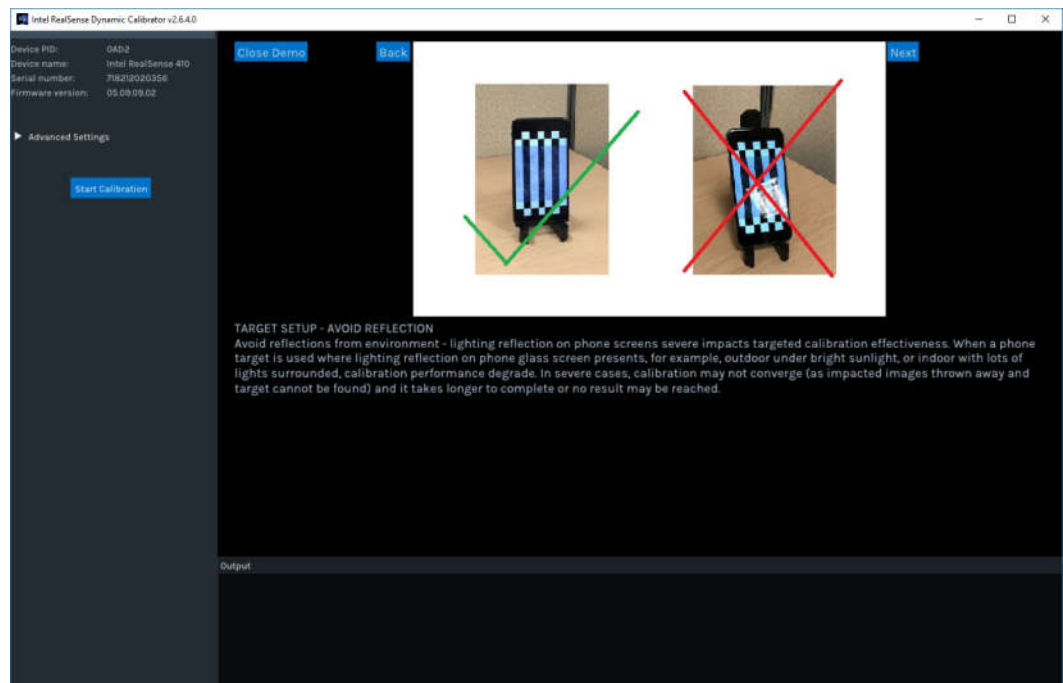 Intel RealSense Dynamic Calibrator v2.6.4.0
Device PID: 0AD2
Device name: Intel RealSense 410
Serial number: 718212020356
Firmware version: 05.09.09.02
Advanced Settings
Start Calibration
Close Demo
Back
Next
TARGET SETUP - AVOID REFLECTION
Avoid reflections from environment - lighting reflection on phone screens severe impacts targeted calibration effectiveness. When a phone
target is used where lighting reflection on phone glass screen presents, for example, outdoor under bright sunlight, or indoor with lots of
lights surrounded, calibration performance degrade. In severe cases, calibration may not converge (as impacted images thrown away and
target cannot be found) and it takes longer to complete or no result may be reached.
Output